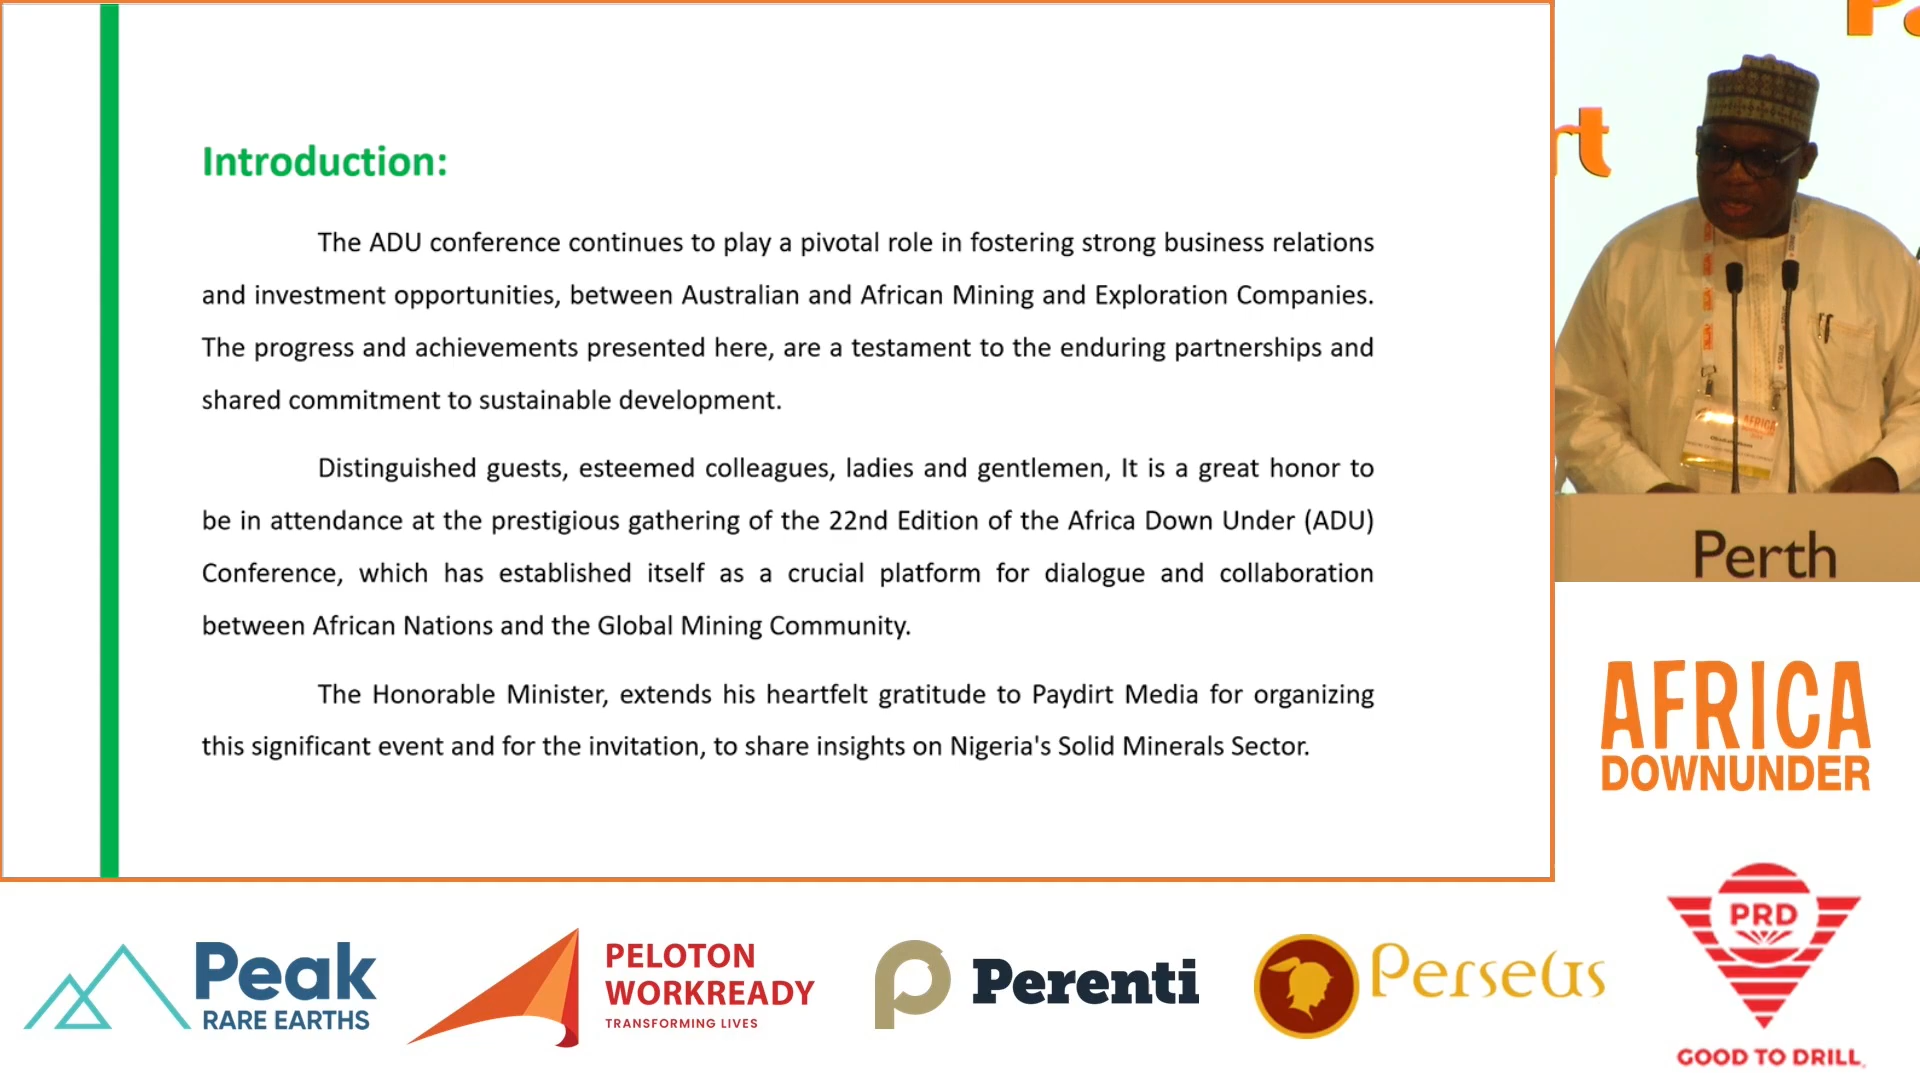 Introduction:
The ADU conference continues to play a pivotal role in fostering strong business relations
and investment opportunities, between Australian and African Mining and Exploration Companies.
The progress and achievements presented here, are a testament to the enduring partnerships and
shared commitment to sustainable development.
Distinguished guests, esteemed colleagues, ladies and gentlemen, It is a great honor to
be in attendance at the prestigious gathering of the 22nd Edition of the Africa Down Under (ADU)
Conference, which has established itself as a crucial platform for dialogue and collaboration
between African Nations and the Global Mining Community.
The Honorable Minister, extends his heartfelt gratitude to Paydirt Media for organizing
this significant event and for the invitation, to share insights on Nigeria's Solid Minerals Sector.
rt
AFRICA
Perth
AFRICA
DOWNUNDER
Peak
RARE EARTHS
PELOTON
WORKREADY
TRANSFORMING LIVES
Perenti
Perseus
PRD
GOOD TO DRILL